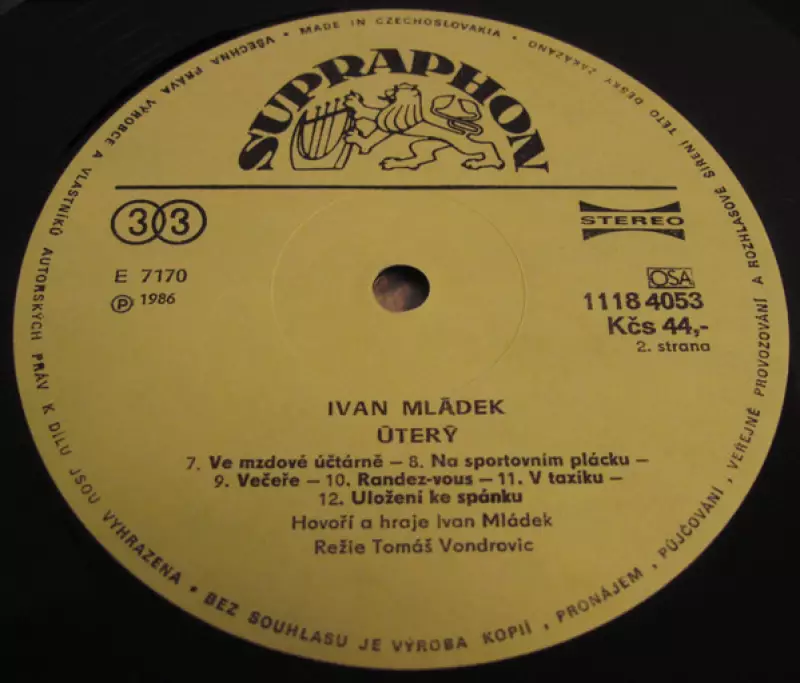 SUPRAPHON
33
STEREO
E 7170
Ⓟ 1986
OSA
1118 4053
Kčs 44,-
2. strana
IVAN MLÁDEK
ÚTERÝ
7. Ve mzdové účtárně – 8. Na sportovním plácku –
9. Večeře – 10. Randez-vous – 11. V taxíku –
12. Uložení ke spánku
Hovoří a hraje Ivan Mládek
Režie Tomáš Vondrovic
VŠECHNA PRÁVA VÝROBCE A VLASTNÍKŮ AUTORSKÝCH PRÁV K DÍLU JSOU VYHRAZENA • BEZ SOUHLASU JE VÝROBA KOPIÍ, PRONÁJEM, PŮJČOVÁNÍ, VEŘEJNÉ PROVOZOVÁNÍ A ROZHLASOVÉ ŠÍŘENÍ TÉTO DESKY ZAKÁZÁNO • MADE IN CZECHOSLOVAKIA •